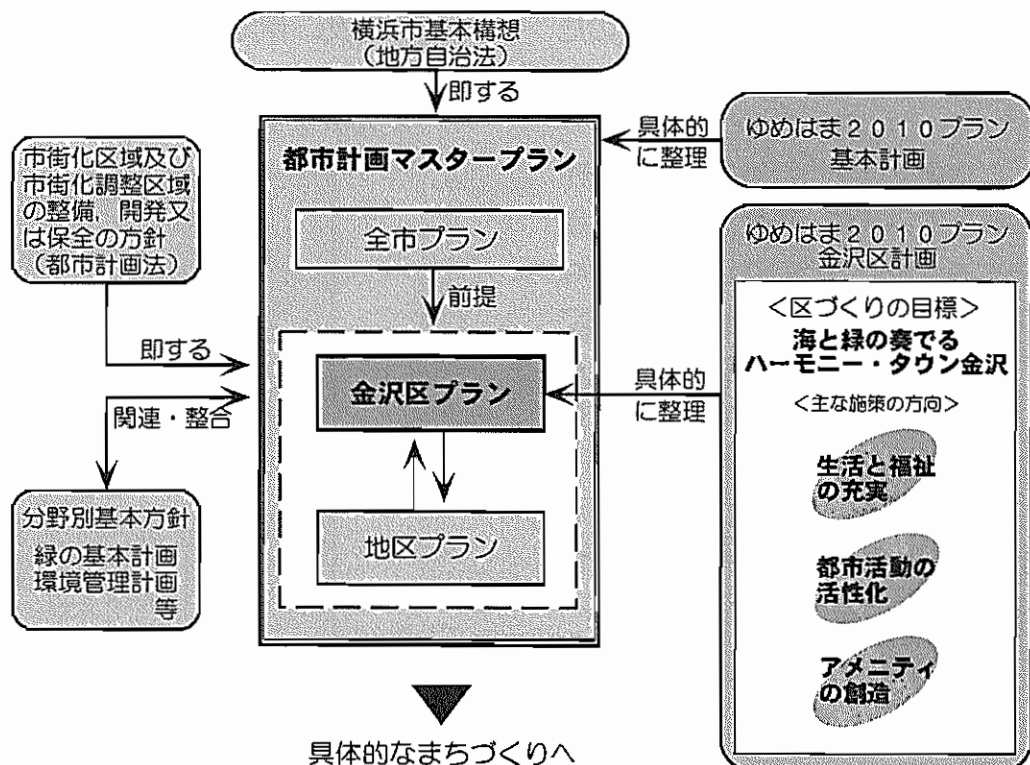 横浜市基本構想
(地方自治法)
即する
市街化区域及び
市街化調整区域
の整備、開発又
は保全の方針
(都市計画法)
即する
関連・整合
分野別基本方針
緑の基本計画
環境管理計画
等
都市計画マスタープラン
全市プラン
前提
金沢区プラン
地区プラン
具体的
に整理
ゆめはま2010プラン
基本計画
具体的
に整理
ゆめはま2010プラン
金沢区計画
<区づくりの目標>
海と緑の奏でる
ハーモニー・タウン金沢
<主な施策の方向>
生活と福祉
の充実
都市活動の
活性化
アメニティ
の創造
具体的なまちづくりへ